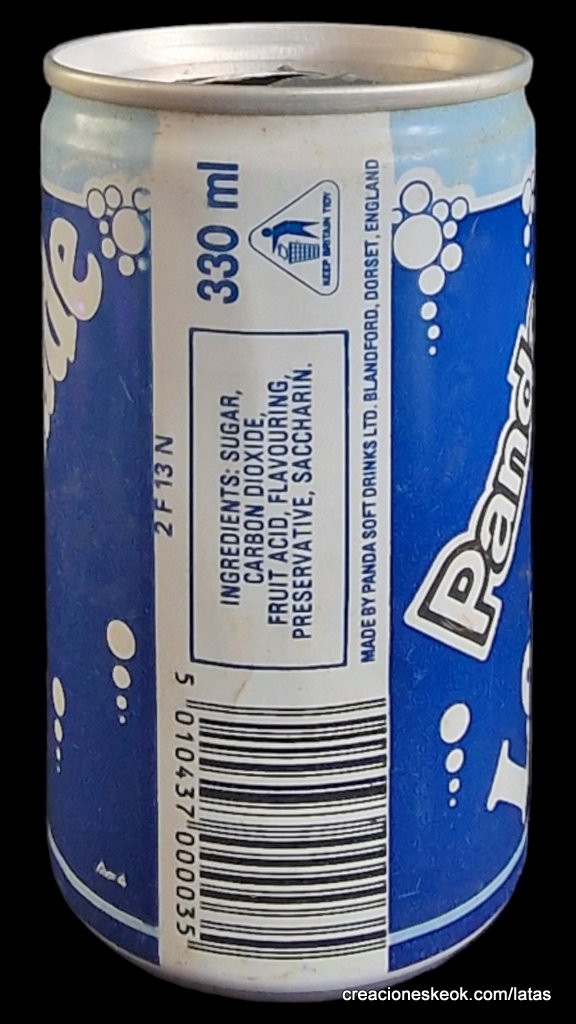 330 ml
KEEP BRITAIN TIDY
INGREDIENTS: SUGAR,
CARBON DIOXIDE,
FRUIT ACID, FLAVOURING,
PRESERVATIVE, SACCHARIN.
MADE BY PANDA SOFT DRINKS LTD. BLANDFORD, DORSET, ENGLAND
2 F 13 N
5 010437 000035
Panda
creacioneskeok.com/latas